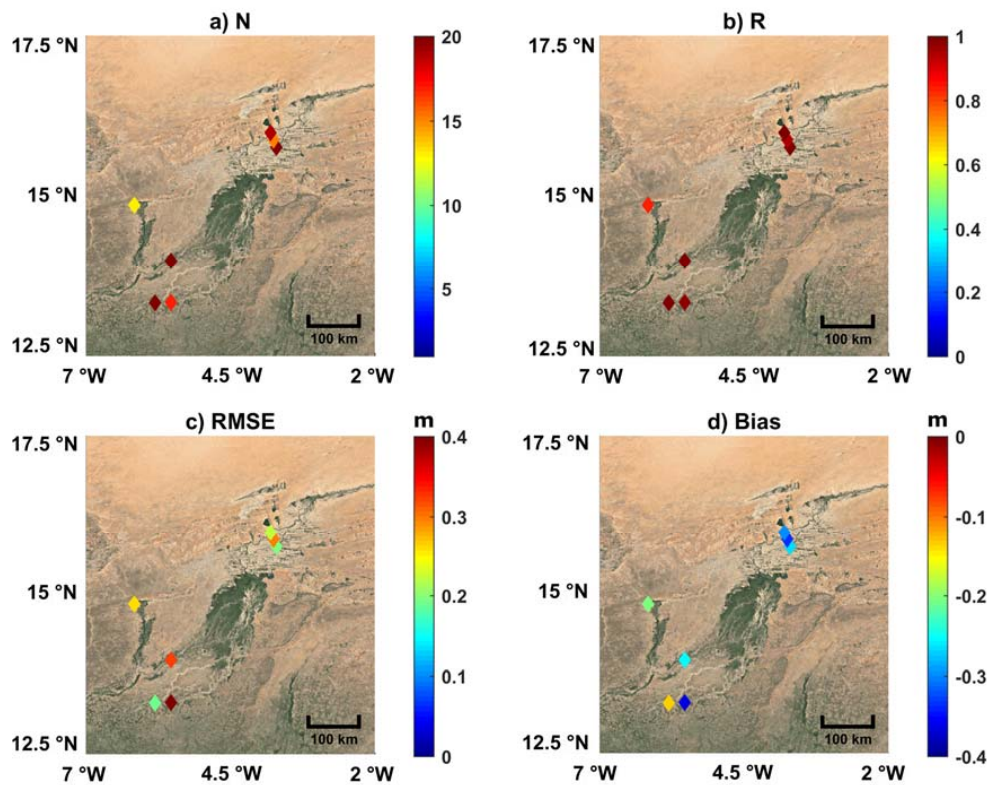 a) N
17.5 °N
15 °N
12.5 °N
7 °W
4.5 °W
2 °W
100 km
20
15
10
5
b) R
17.5 °N
15 °N
12.5 °N
7 °W
4.5 °W
2 °W
100 km
1
0.8
0.6
0.4
0.2
0
c) RMSE
m
17.5 °N
15 °N
12.5 °N
7 °W
4.5 °W
2 °W
100 km
0.4
0.3
0.2
0.1
0
d) Bias
m
17.5 °N
15 °N
12.5 °N
7 °W
4.5 °W
2 °W
100 km
0
-0.1
-0.2
-0.3
-0.4